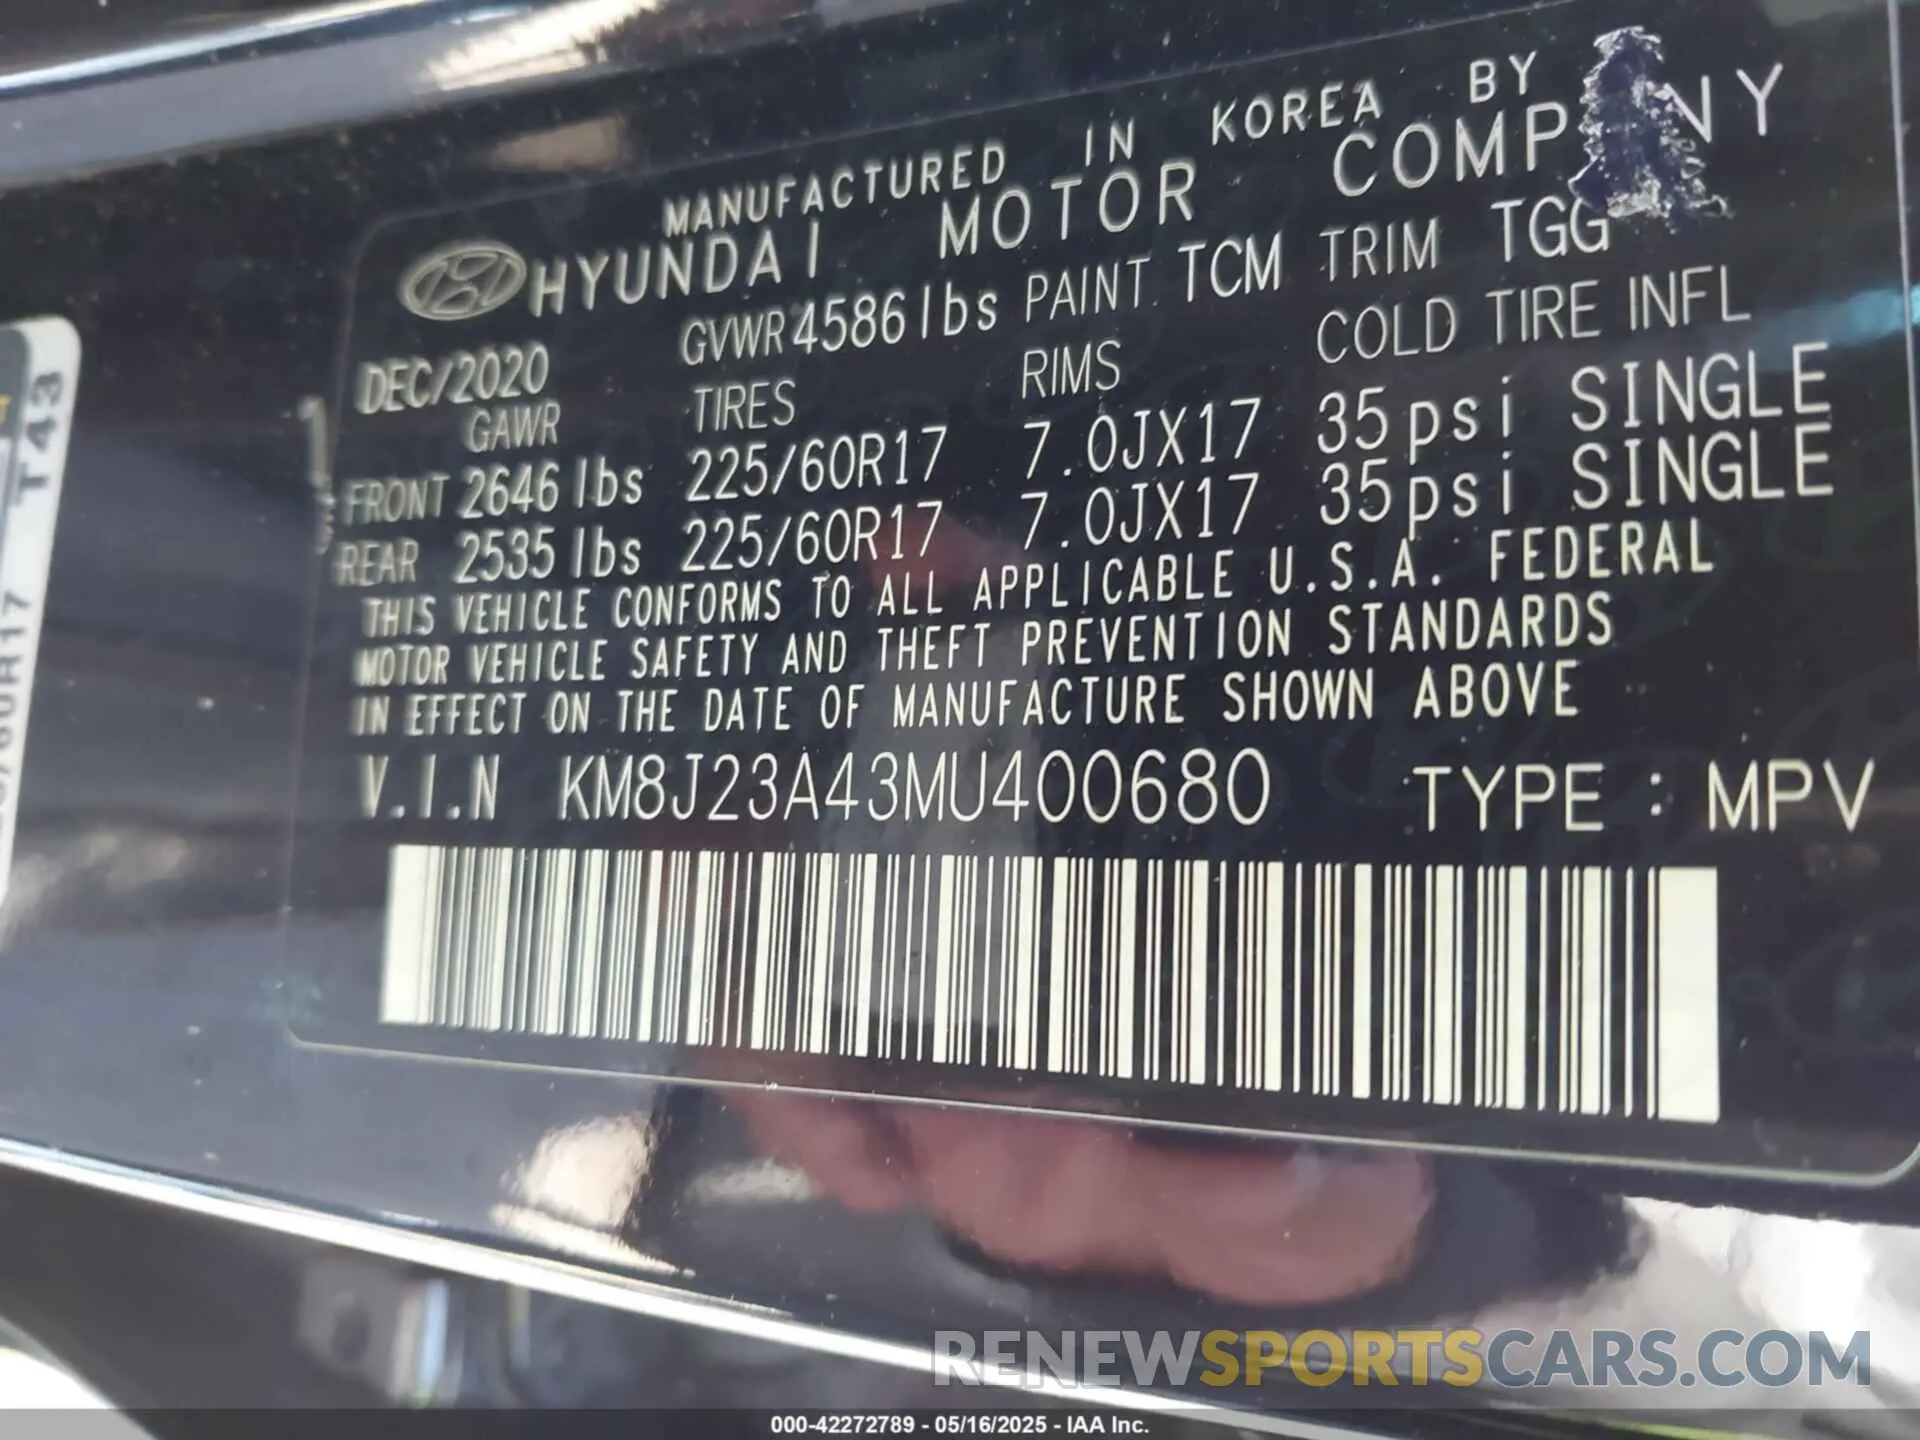 MANUFACTURED IN KOREA BY
HYUNDAI MOTOR COMPANY
DEC/2020 GVWR 4586 lbs PAINT TCM TRIM TGG
GAWR TIRES RIMS COLD TIRE INFL
FRONT 2646 lbs 225/60R17 7.0JX17 35psi SINGLE
REAR 2535 lbs 225/60R17 7.0JX17 35psi SINGLE
THIS VEHICLE CONFORMS TO ALL APPLICABLE U.S.A. FEDERAL
MOTOR VEHICLE SAFETY AND THEFT PREVENTION STANDARDS
IN EFFECT ON THE DATE OF MANUFACTURE SHOWN ABOVE
V.I.N KM8J23A43MU400680 TYPE : MPV
T43
RENEWSPORTSCARS.COM
000-42272789 - 05/16/2025 - IAA Inc.